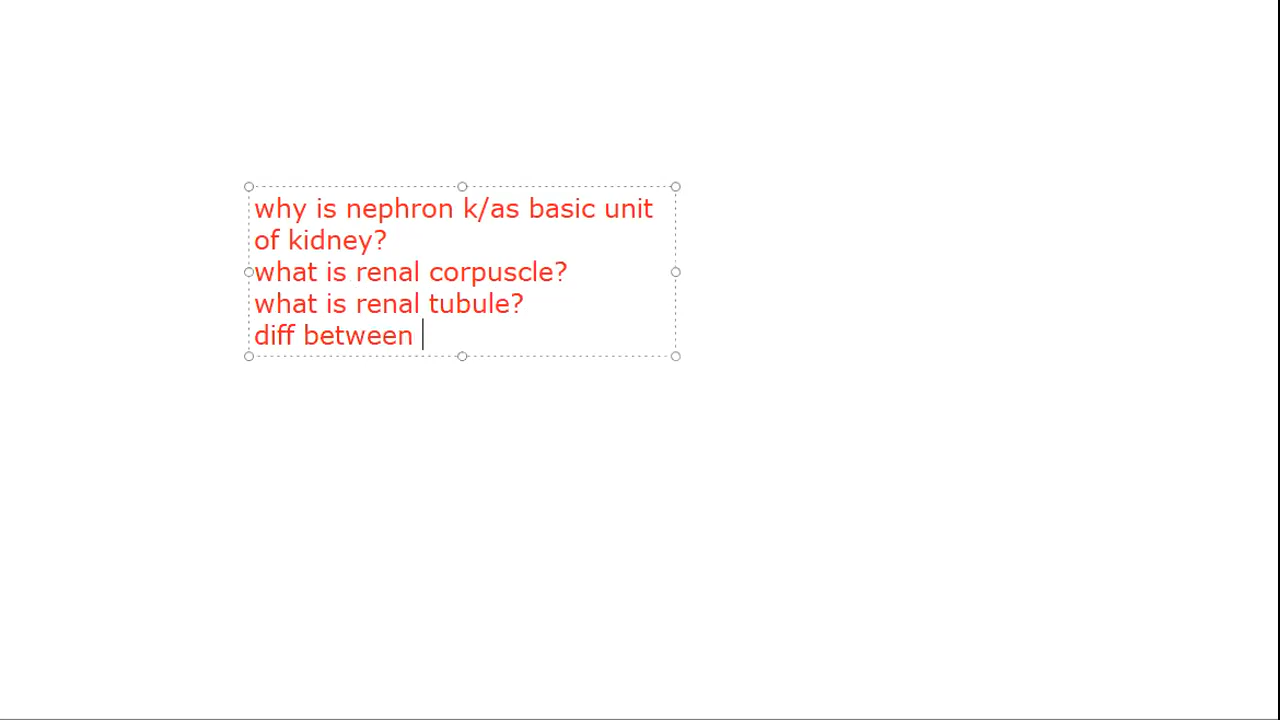 why is nephron k/as basic unit
of kidney?
what is renal corpuscle?
what is renal tubule?
diff between